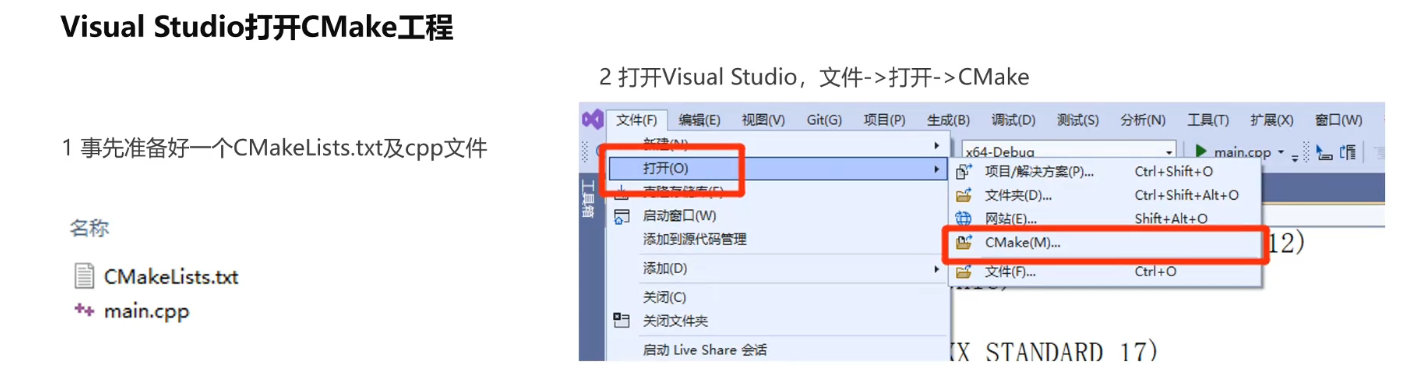 Visual Studio打开CMake工程
1 事先准备好一个CMakeLists.txt及cpp文件
名称
CMakeLists.txt
main.cpp
2 打开Visual Studio，文件->打开->CMake
文件(F) 编辑(E) 视图(V) Git(G) 项目(P) 生成(B) 调试(D) 测试(S) 分析(N) 工具(T) 扩展(X) 窗口(W)
x64-Debug main.cpp
新建(N)
打开(O)
克隆存储库(E)
启动窗口(W)
添加到源代码管理
添加(D)
关闭(C)
关闭文件夹
启动 Live Share 会话
工具箱
项目/解决方案(P)... Ctrl+Shift+O
文件夹(D)... Ctrl+Shift+Alt+O
网站(E)... Shift+Alt+O
CMake(M)...
文件(F)... Ctrl+O
12)
X STANDARD 17)